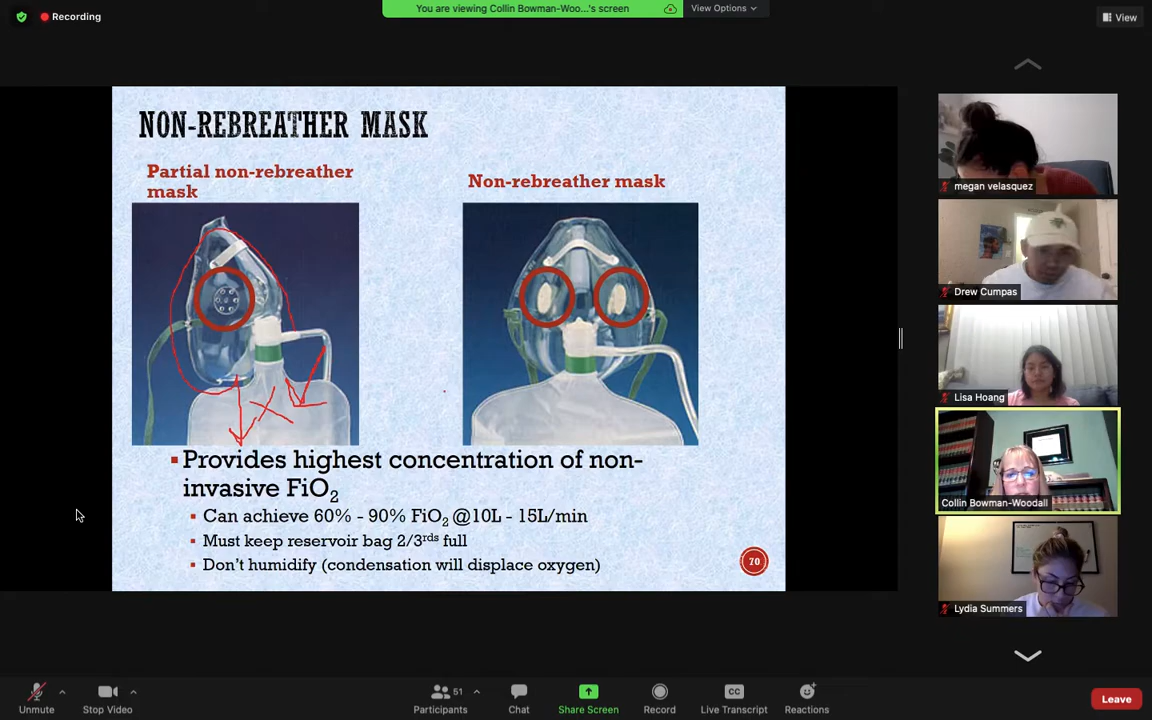 Recording
You are viewing Collin Bowman-Woo...'s screen
View Options
View
NON-REBREATHER MASK
Partial non-rebreather
mask
Non-rebreather mask
Provides highest concentration of non-
invasive FiO2
Can achieve 60% - 90% FiO2 @10L - 15L/min
Must keep reservoir bag 2/3rds full
Don't humidify (condensation will displace oxygen)
70
megan velasquez
Drew Cumpas
Lisa Hoang
Collin Bowman-Woodall
Lydia Summers
Unmute
Stop Video
51
Participants
Chat
Share Screen
Record
CC
Live Transcript
Reactions
Leave